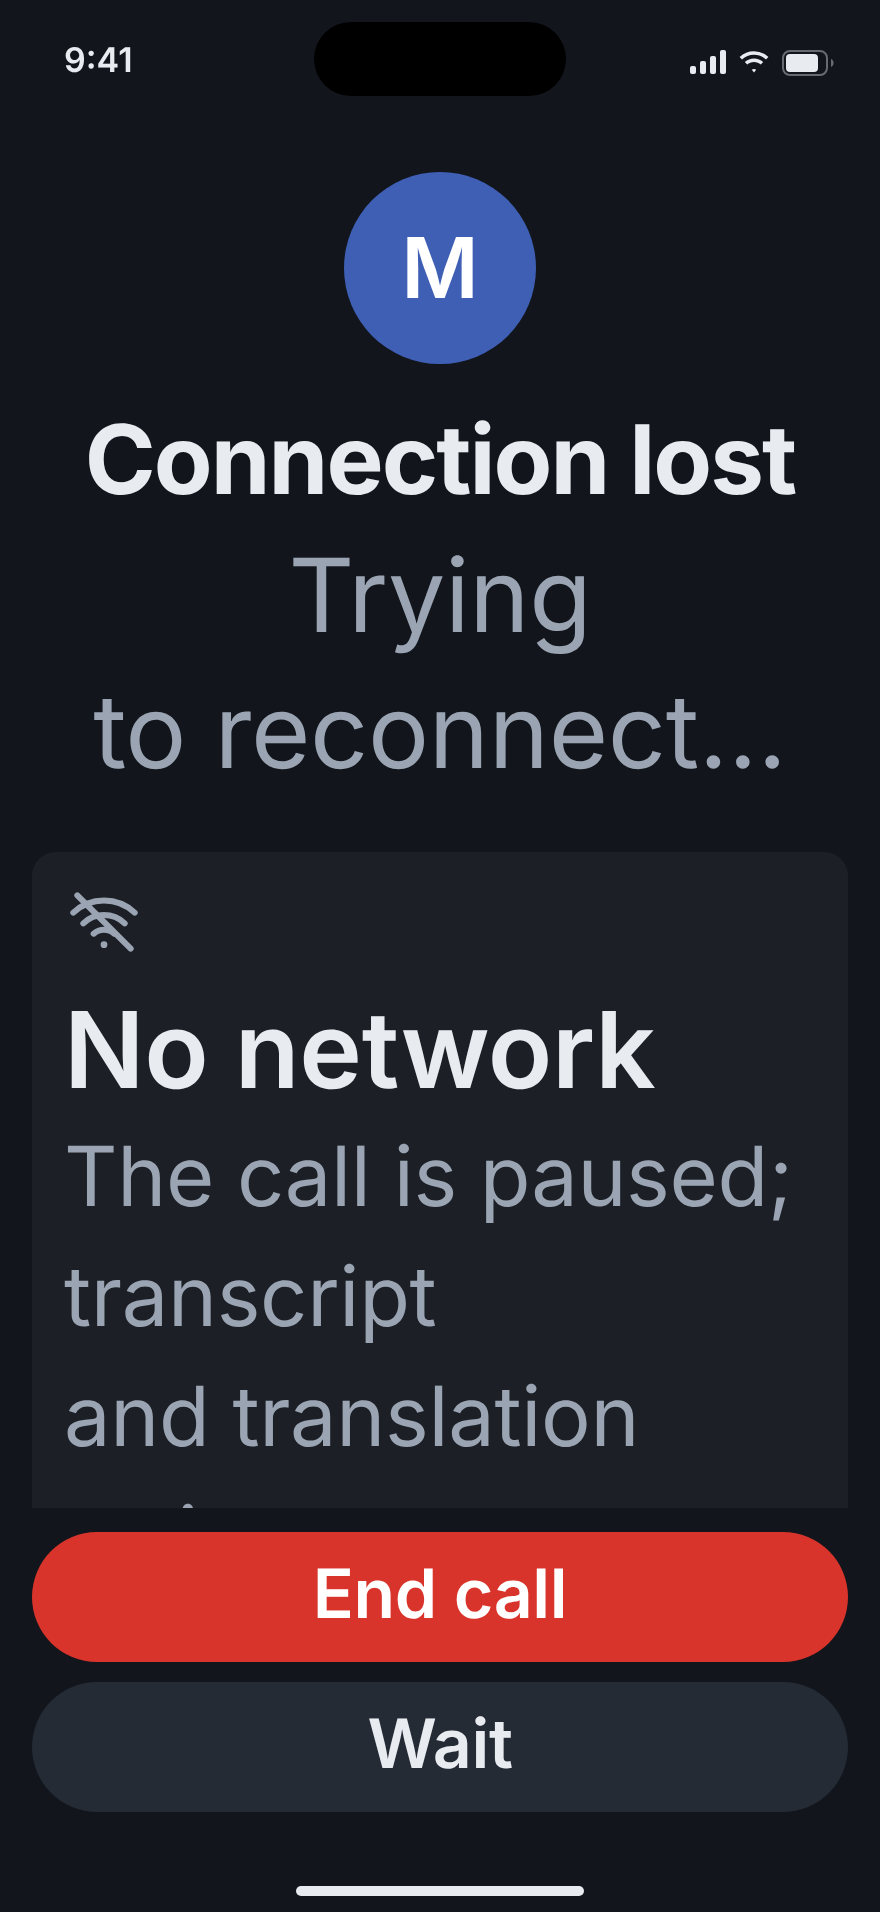 9:41
M
Connection lost
Trying
to reconnect...
No network
The call is paused;
transcript
and translation
End call
Wait